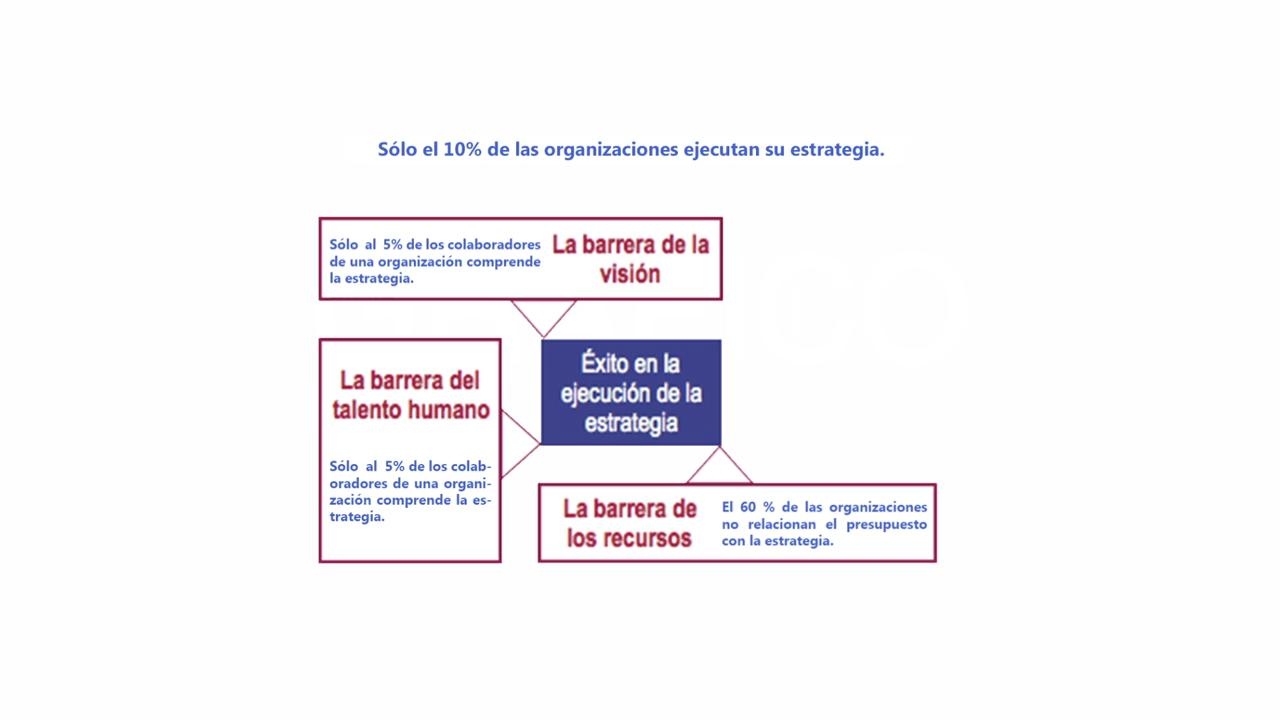 Sólo el 10% de las organizaciones ejecutan su estrategia.
Sólo al 5% de los colaboradores
de una organización comprende
la estrategia.
La barrera de la
visión
La barrera del
talento humano
Sólo al 5% de los colab-
oradores de una organi-
zación comprende la es-
trategia.
Éxito en la
ejecución de la
estrategia
La barrera de
los recursos
El 60 % de las organizaciones
no relacionan el presupuesto
con la estrategia.